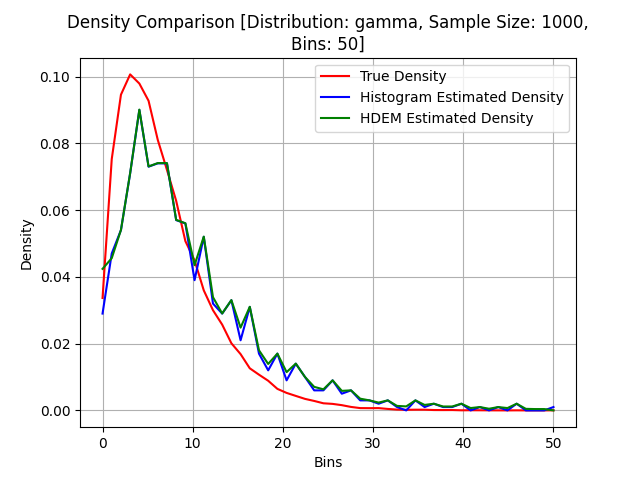 Density Comparison [Distribution: gamma, Sample Size: 1000,
Bins: 50]
True Density
Histogram Estimated Density
HDEM Estimated Density
Density
0.10
0.08
0.06
0.04
0.02
0.00
0 10 20 30 40 50
Bins